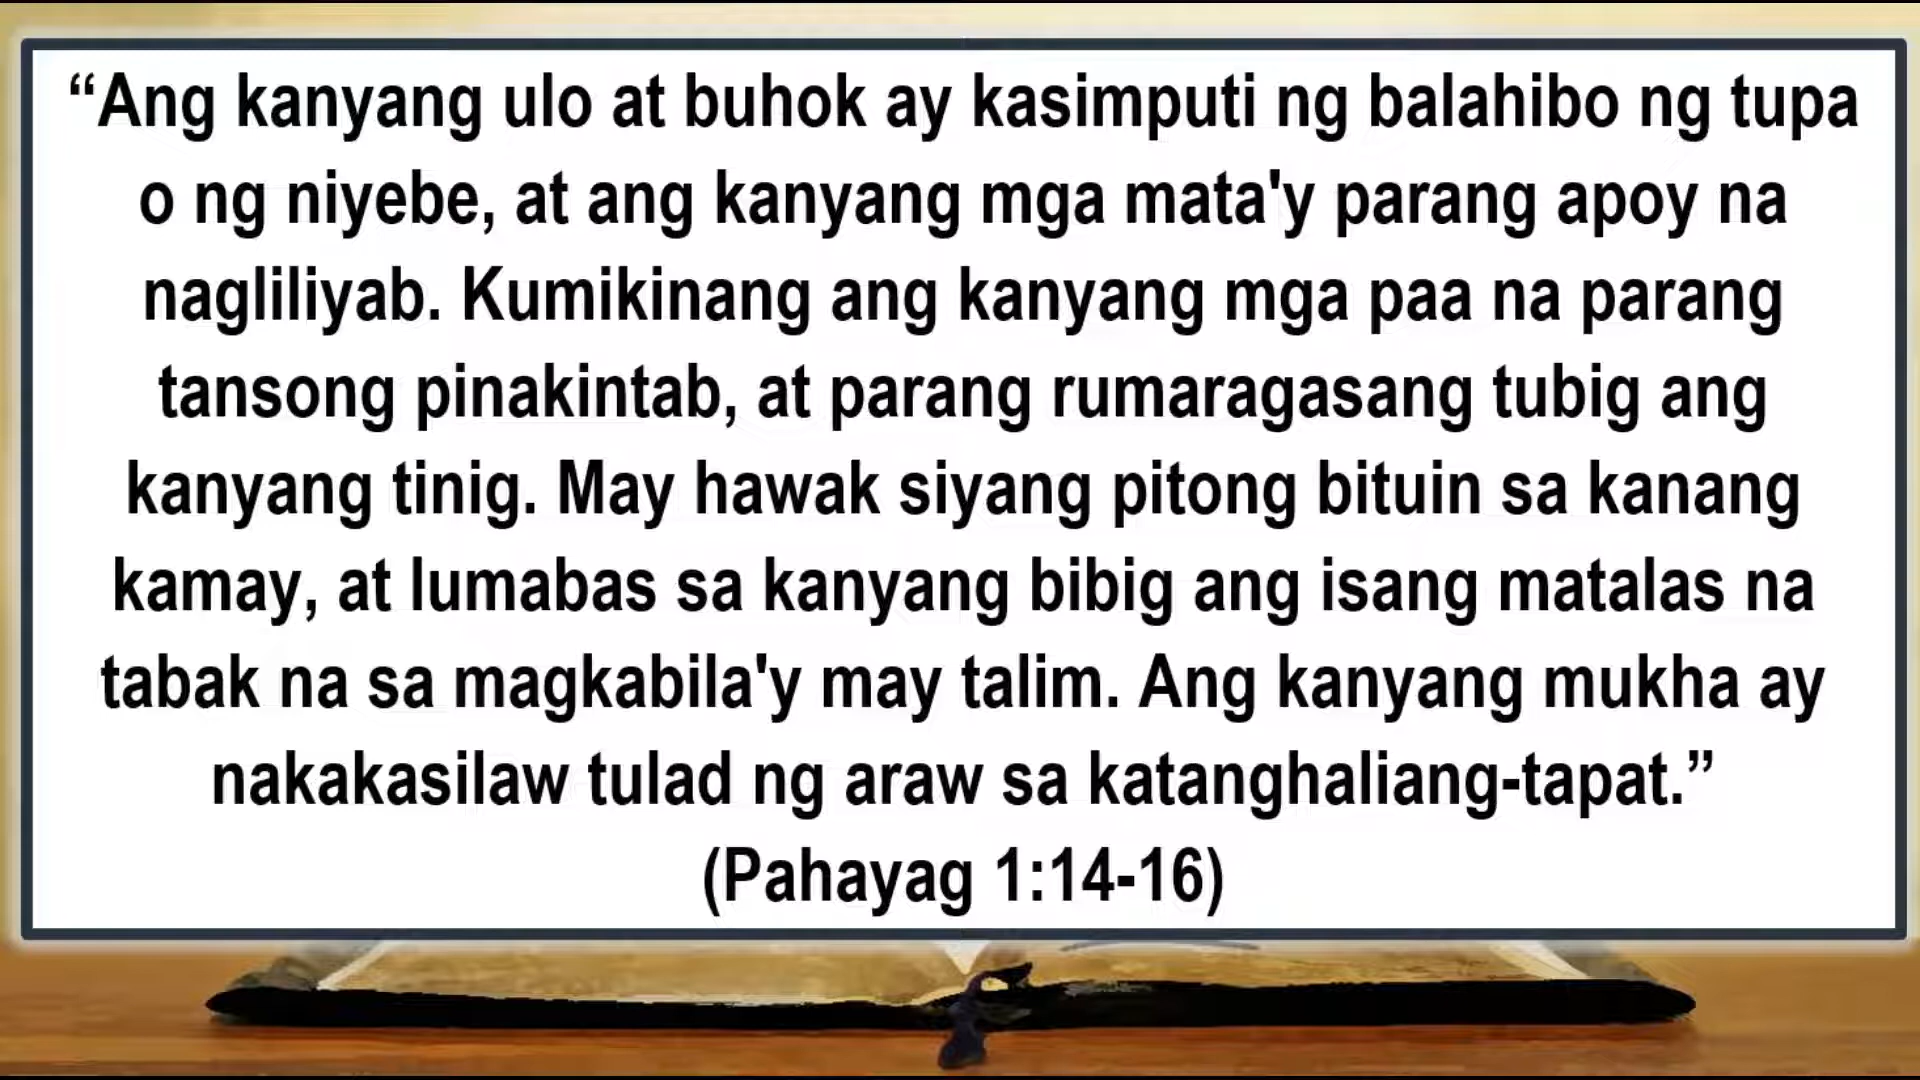 “Ang kanyang ulo at buhok ay kasimputi ng balahibo ng tupa
o ng niyebe, at ang kanyang mga mata'y parang apoy na
nagliliyab. Kumikinang ang kanyang mga paa na parang
tansong pinakintab, at parang rumaragasang tubig ang
kanyang tinig. May hawak siyang pitong bituin sa kanang
kamay, at lumabas sa kanyang bibig ang isang matalas na
tabak na sa magkabila'y may talim. Ang kanyang mukha ay
nakakasilaw tulad ng araw sa katanghaliang-tapat.”
(Pahayag 1:14-16)